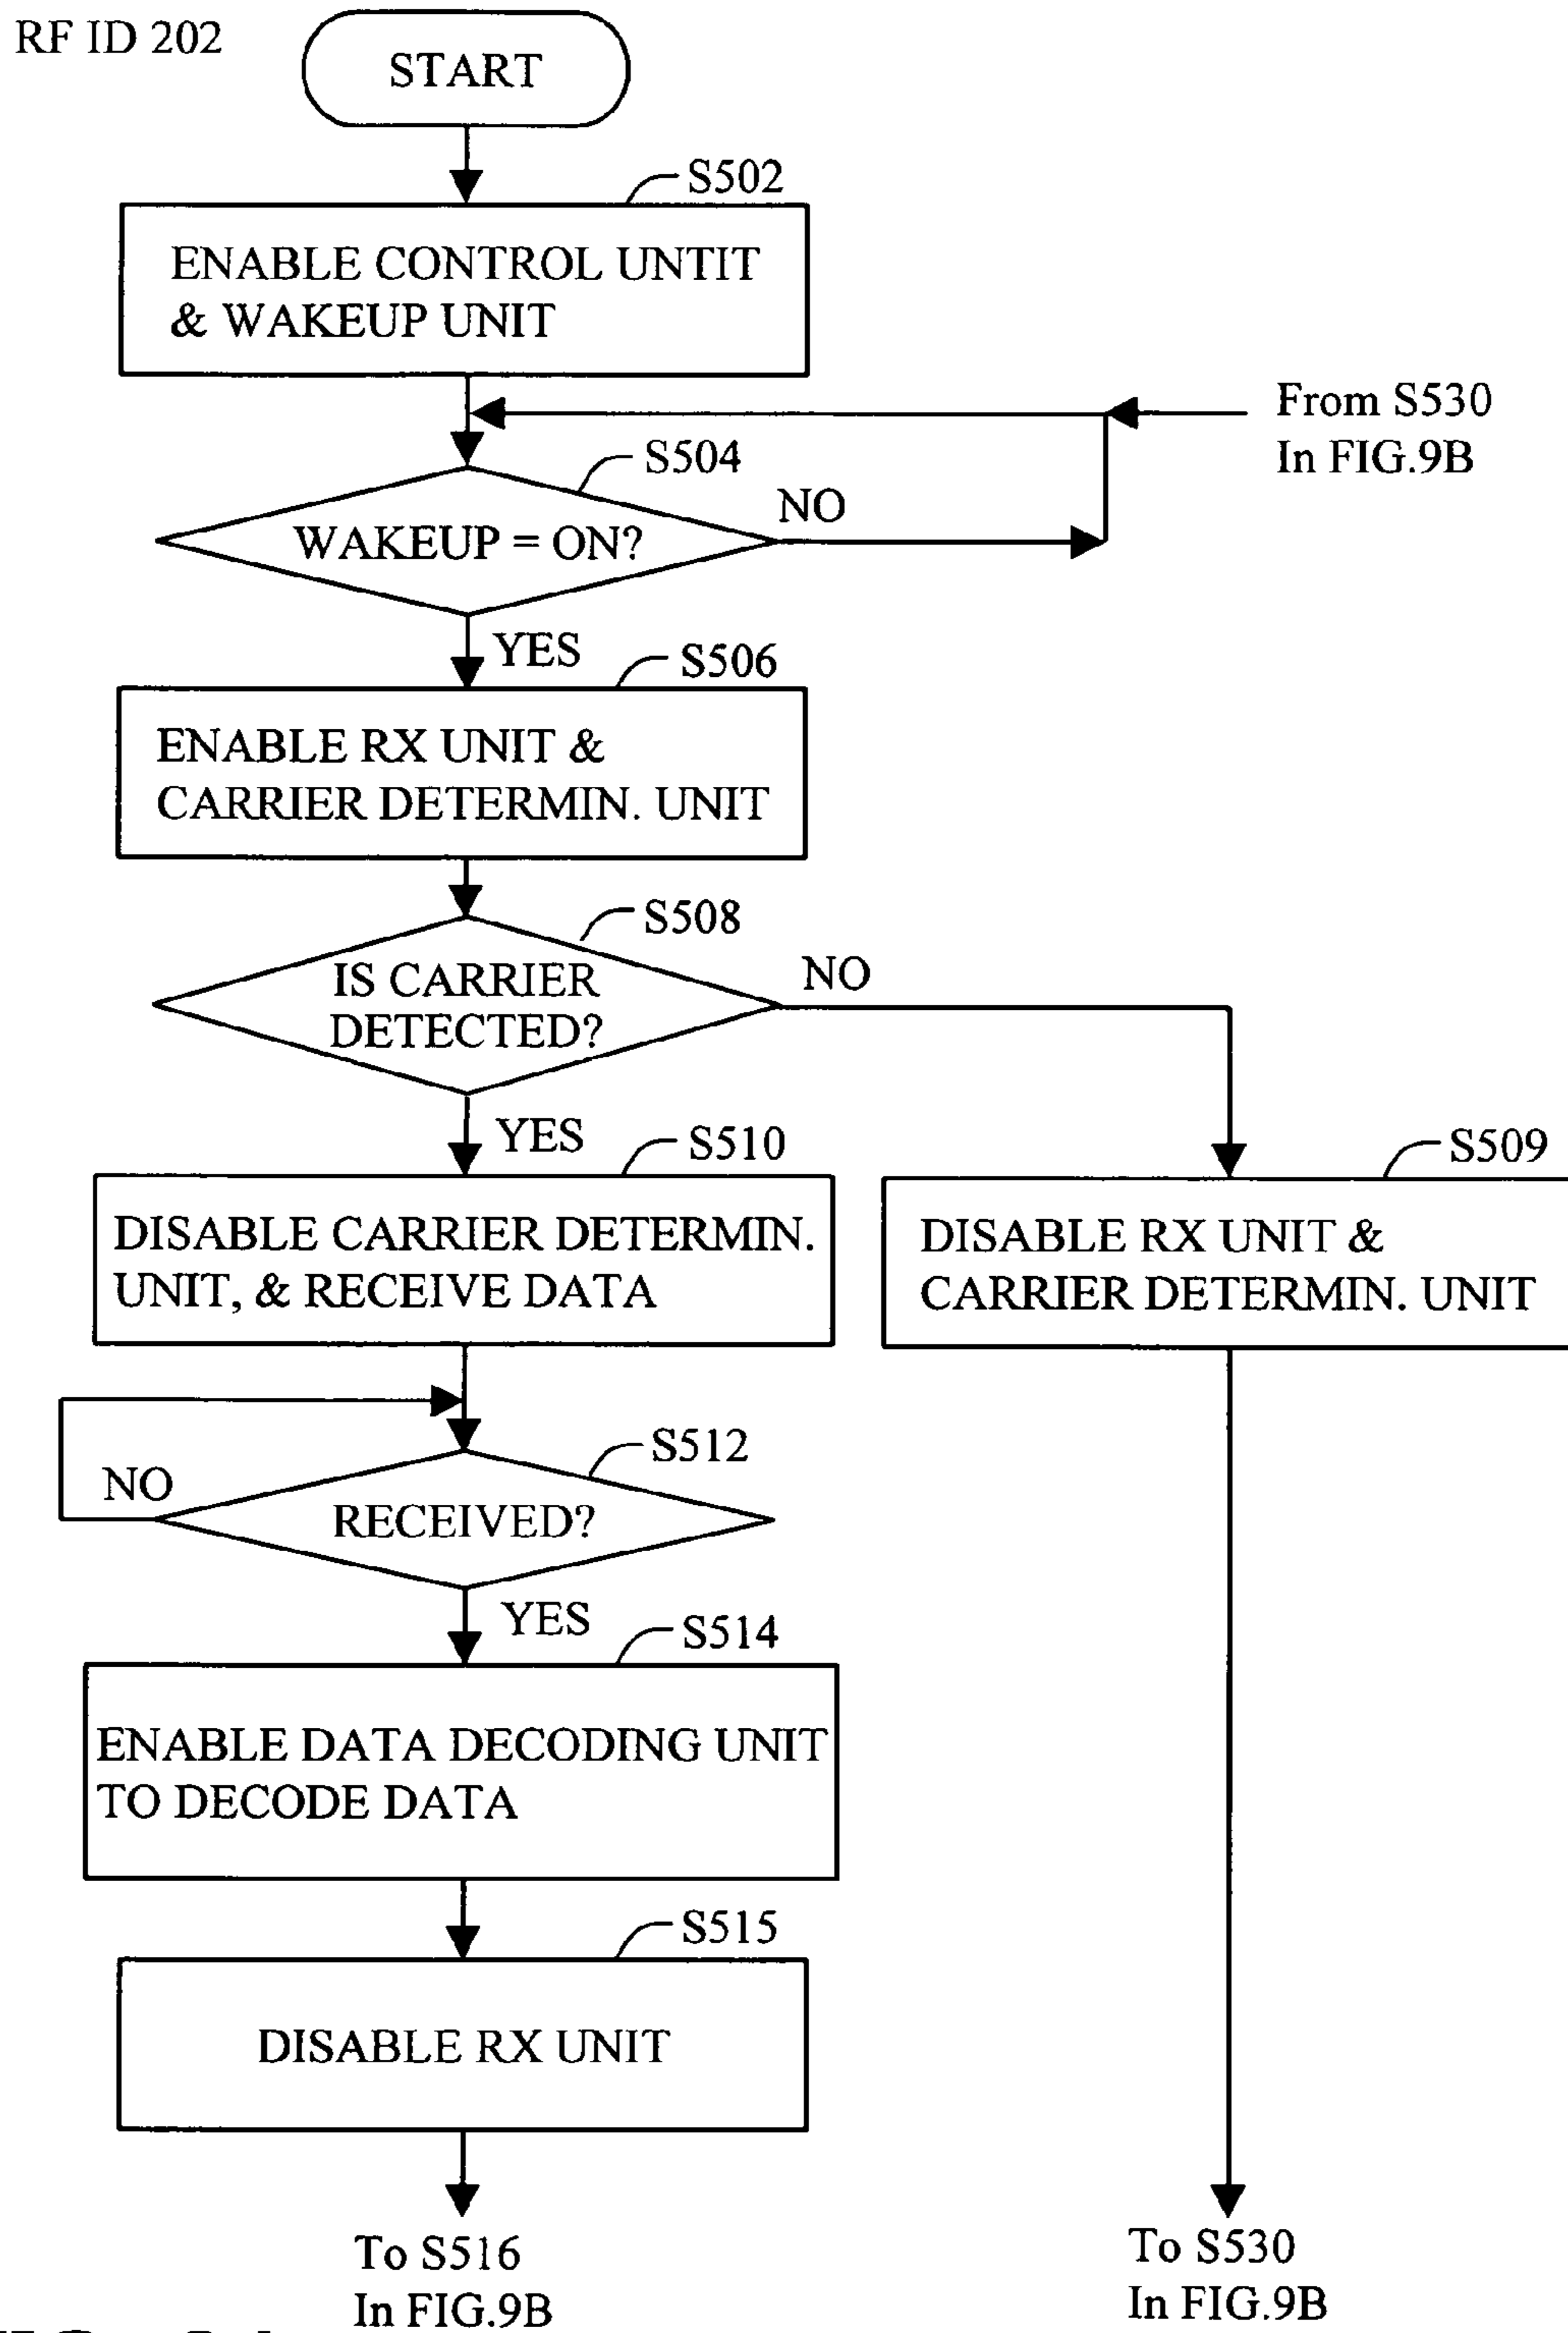 RF ID 202
START
S502
ENABLE CONTROL UNTIT
& WAKEUP UNIT
From S530
In FIG.9B
S504
WAKEUP = ON?
NO
YES
S506
ENABLE RX UNIT &
CARRIER DETERMIN. UNIT
S508
IS CARRIER
DETECTED?
NO
YES
S510
DISABLE CARRIER DETERMIN.
UNIT, & RECEIVE DATA
S509
DISABLE RX UNIT &
CARRIER DETERMIN. UNIT
S512
NO
RECEIVED?
YES
S514
ENABLE DATA DECODING UNIT
TO DECODE DATA
S515
DISABLE RX UNIT
To S516
In FIG.9B
To S530
In FIG.9B